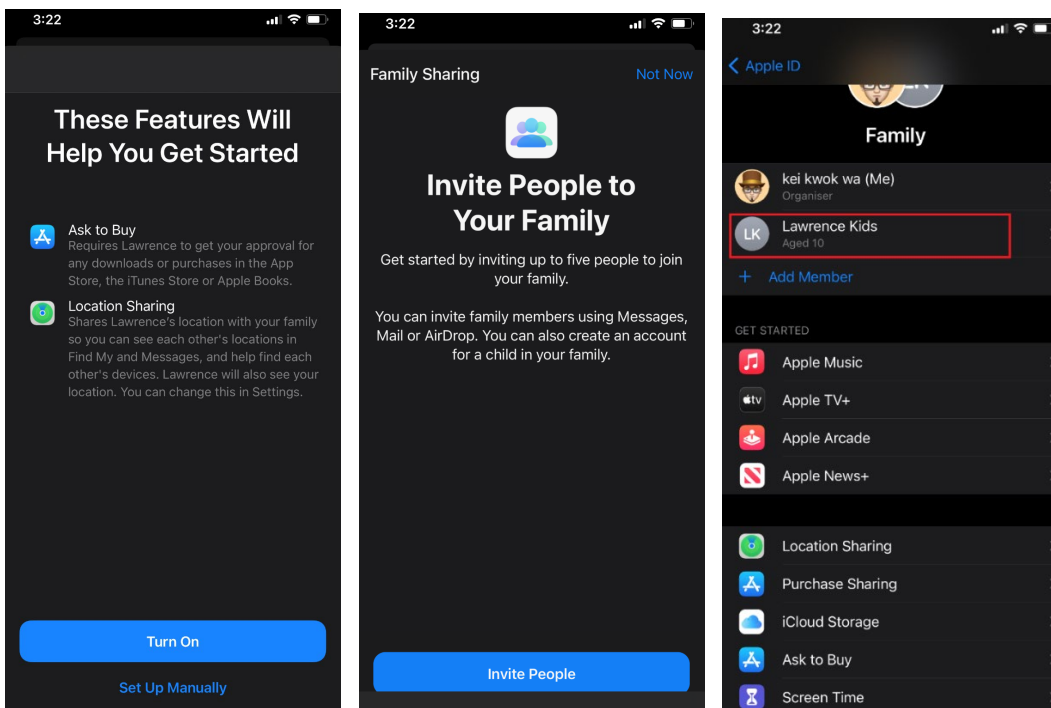 3:22
These Features Will
Help You Get Started
Ask to Buy
Requires Lawrence to get your approval for
any downloads or purchases in the App
Store, the iTunes Store or Apple Books.
Location Sharing
Shares Lawrence's location with your family
so you can see each other's locations in
Find My and Messages, and help find each
other's devices. Lawrence will also see your
location. You can change this in Settings.
Turn On
Set Up Manually
3:22
Family Sharing
Not Now
Invite People to
Your Family
Get started by inviting up to five people to join
your family.
You can invite family members using Messages,
Mail or AirDrop. You can also create an account
for a child in your family.
Invite People
3:22
Apple ID
Family
kei kwok wa (Me)
Organiser
LK
Lawrence Kids
Aged 10
+ Add Member
GET STARTED
Apple Music
tv
Apple TV+
Apple Arcade
Apple News+
Location Sharing
Purchase Sharing
iCloud Storage
Ask to Buy
Screen Time